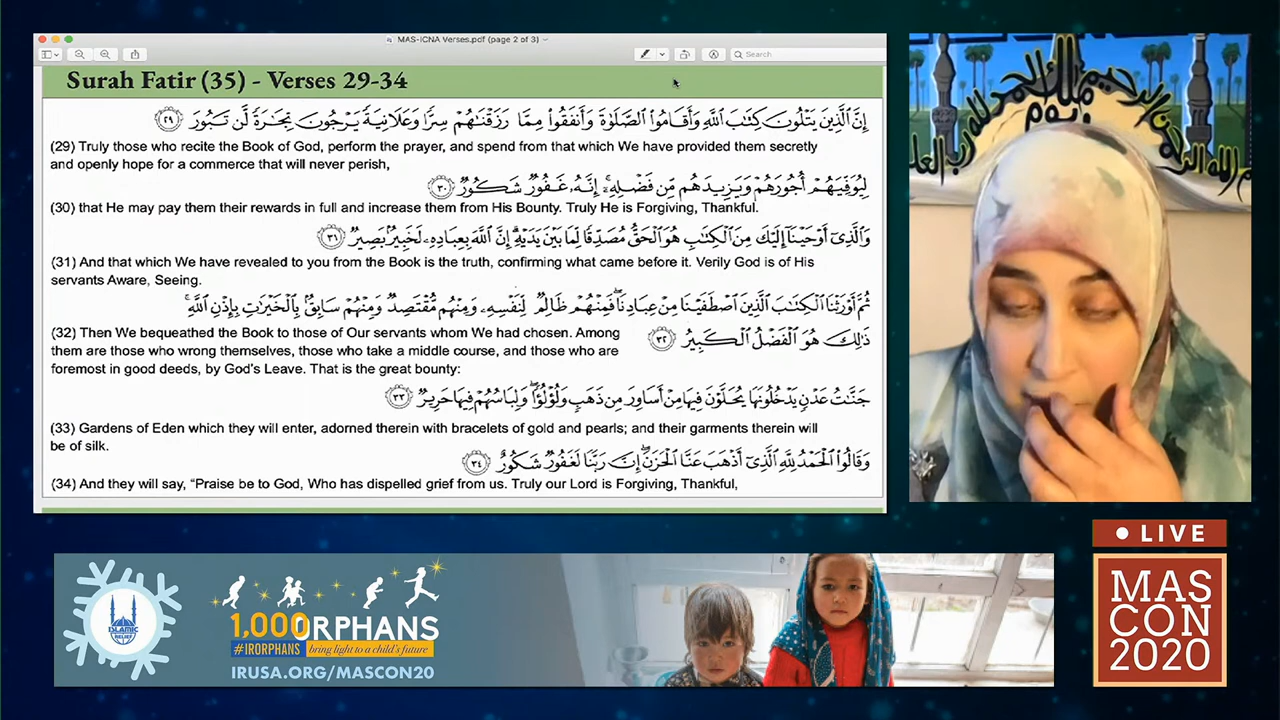 MAS-ICNA Verses.pdf (page 2 of 3)
Search
Surah Fatir (35) - Verses 29-34
إِنَّ ٱلَّذِينَ يَتْلُونَ كِتَٰبَ ٱللَّهِ وَأَقَامُوا۟ ٱلصَّلَوٰةَ وَأَنفَقُوا۟ مِمَّا رَزَقْنَٰهُمْ سِرًّا وَعَلَانِيَةً يَرْجُونَ تِجَٰرَةً لَّن تَبُورَ ٢٩
(29) Truly those who recite the Book of God, perform the prayer, and spend from that which We have provided them secretly
and openly hope for a commerce that will never perish,
لِيُوَفِّيَهُمْ أُجُورَهُمْ وَيَزِيدَهُم مِّن فَضْلِهِۦٓ ۚ إِنَّهُۥ غَفُورٌ شَكُورٌ ٣٠
(30) that He may pay them their rewards in full and increase them from His Bounty. Truly He is Forgiving, Thankful.
وَٱلَّذِىٓ أَوْحَيْنَآ إِلَيْكَ مِنَ ٱلْكِتَٰبِ هُوَ ٱلْحَقُّ مُصَدِّقًا لِّمَا بَيْنَ يَدَيْهِ ۗ إِنَّ ٱللَّهَ بِعِبَادِهِۦ لَخَبِيرٌۢ بَصِيرٌ ٣١
(31) And that which We have revealed to you from the Book is the truth, confirming what came before it. Verily God is of His
servants Aware, Seeing.
ثُمَّ أَوْرَثْنَا ٱلْكِتَٰبَ ٱلَّذِينَ ٱصْطَفَيْنَا مِنْ عِبَادِنَا ۖ فَمِنْهُمْ ظَالِمٌ لِّنَفْسِهِۦ وَمِنْهُم مُّقْتَصِدٌ وَمِنْهُمْ سَابِقٌۢ بِٱلْخَيْرَٰتِ بِإِذْنِ ٱللَّهِ ۚ
ذَٰلِكَ هُوَ ٱلْفَضْلُ ٱلْكَبِيرُ ٣٢
(32) Then We bequeathed the Book to those of Our servants whom We had chosen. Among
them are those who wrong themselves, those who take a middle course, and those who are
foremost in good deeds, by God's Leave. That is the great bounty:
جَنَّٰتُ عَدْنٍ يَدْخُلُونَهَا يُحَلَّوْنَ فِيهَا مِنْ أَسَاوِرَ مِن ذَهَبٍ وَلُؤْلُؤًا ۖ وَلِبَاسُهُمْ فِيهَا حَرِيرٌ ٣٣
(33) Gardens of Eden which they will enter, adorned therein with bracelets of gold and pearls; and their garments therein will
be of silk.
وَقَالُوا۟ ٱلْحَمْدُ لِلَّهِ ٱلَّذِىٓ أَذْهَبَ عَنَّا ٱلْحَزَنَ ۖ إِنَّ رَبَّنَا لَغَفُورٌ شَكُورٌ ٣٤
(34) And they will say, "Praise be to God, Who has dispelled grief from us. Truly our Lord is Forgiving, Thankful,
LIVE
MAS
CON
2020
ISLAMIC
RELIEF
1,000 ORPHANS
#IRORPHANS bring light to a child's future
IRUSA.ORG/MASCON20